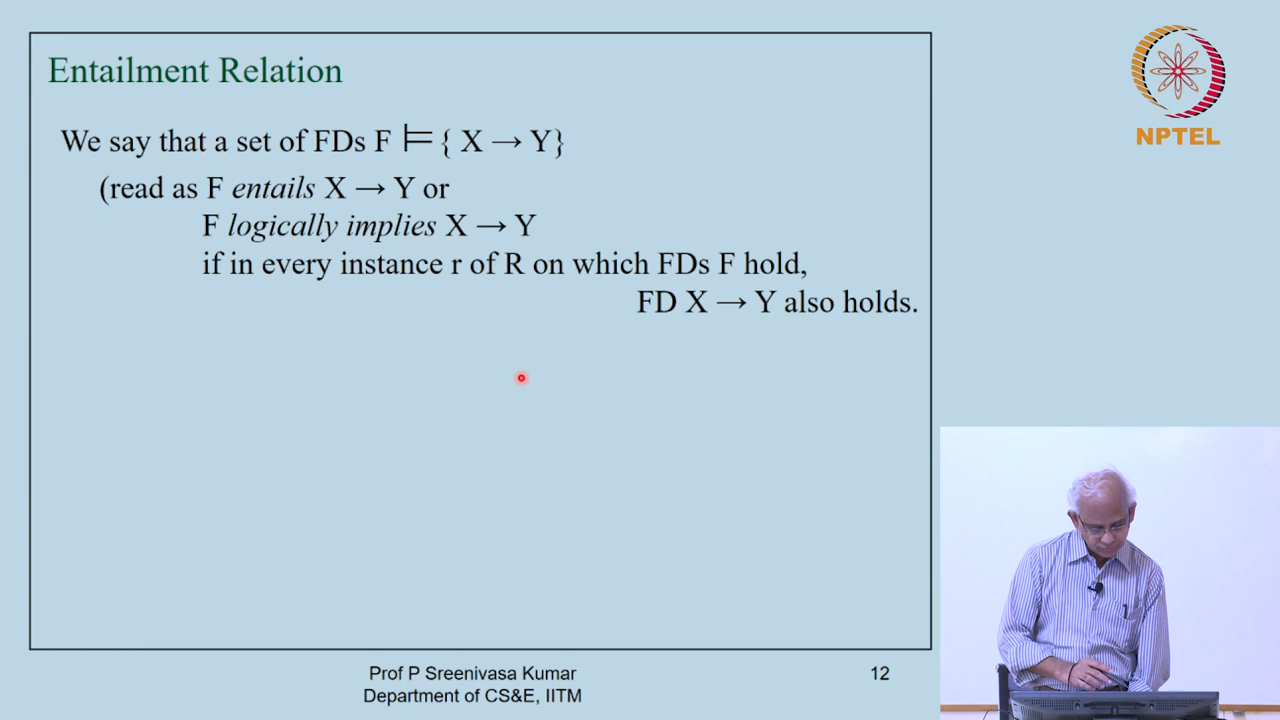 Entailment Relation
We say that a set of FDs F ⊨ { X → Y}
(read as F entails X → Y or
F logically implies X → Y
if in every instance r of R on which FDs F hold,
FD X → Y also holds.
NPTEL
Prof P Sreenivasa Kumar
Department of CS&E, IITM
12